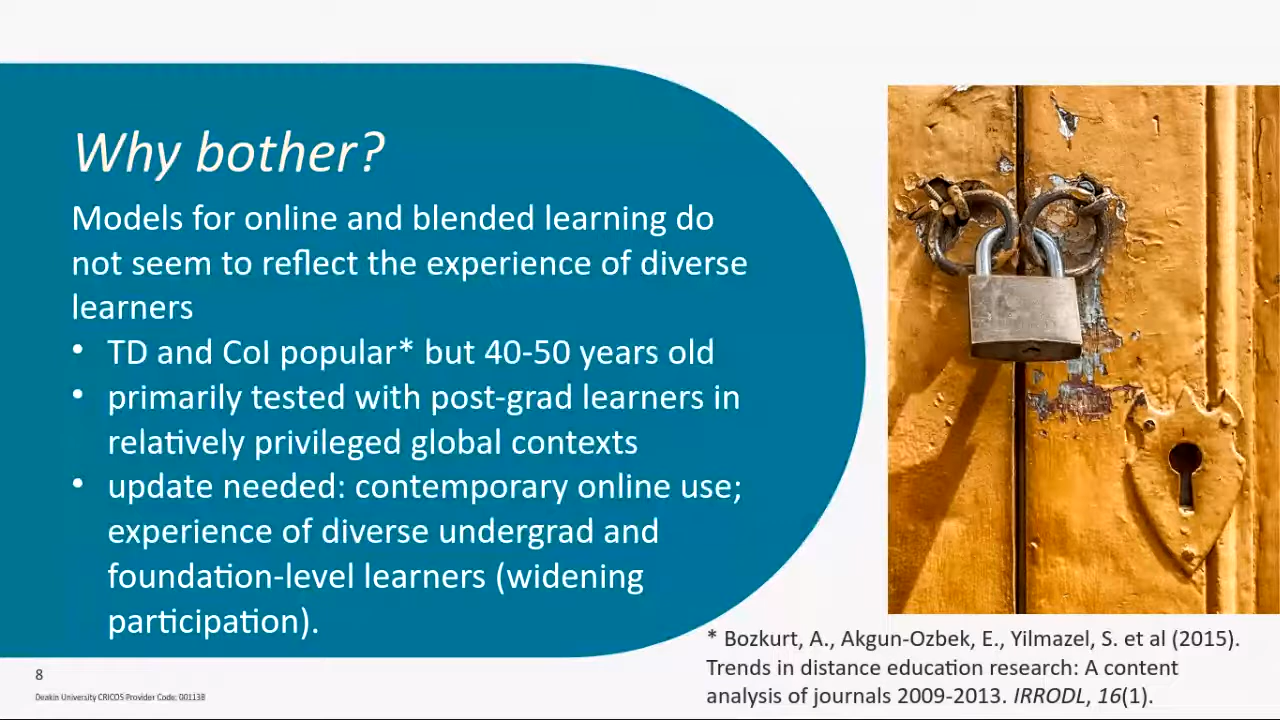 Why bother?
Models for online and blended learning do
not seem to reflect the experience of diverse
learners
• TD and CoI popular* but 40-50 years old
• primarily tested with post-grad learners in
relatively privileged global contexts
• update needed: contemporary online use;
experience of diverse undergrad and
foundation-level learners (widening
participation).
* Bozkurt, A., Akgun-Ozbek, E., Yilmazel, S. et al (2015).
Trends in distance education research: A content
analysis of journals 2009-2013. IRRODL, 16(1).
8
Deakin University CRICOS Provider Code: 00113B